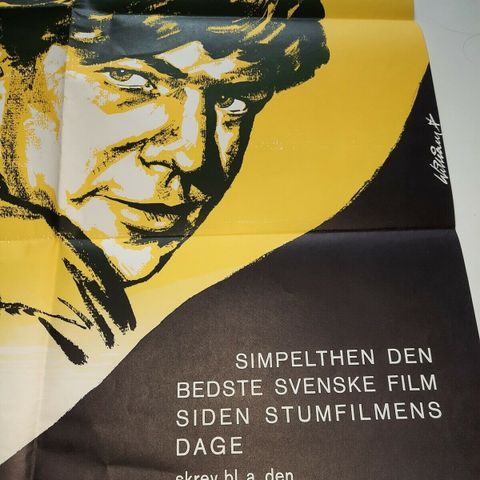 SIMPELTHEN DEN
BEDSTE SVENSKE FILM
SIDEN STUMFILMENS
DAGE
skrev bl. a. den